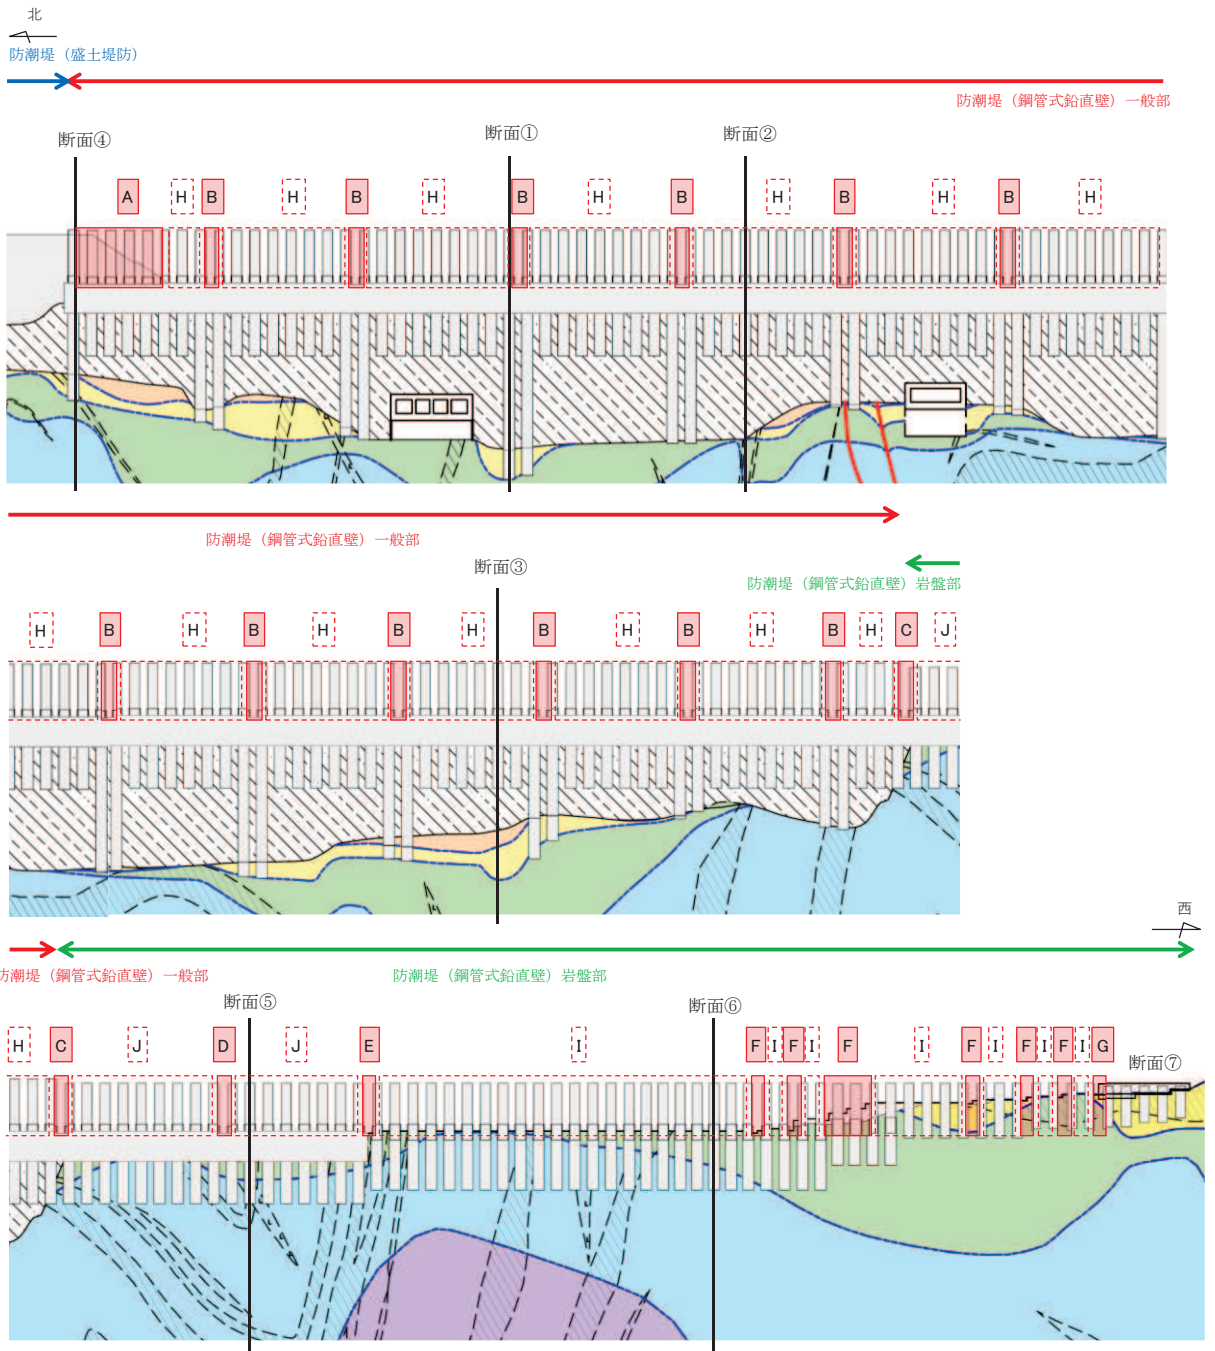 北
防潮堤（盛土堤防）
防潮堤（鋼管式鉛直壁）一般部
断面④
断面①
断面②
A H B H B H B H B H B H B H
防潮堤（鋼管式鉛直壁）一般部
断面③
防潮堤（鋼管式鉛直壁）岩盤部
H B H B H B H B H B H B H C J
西
防潮堤（鋼管式鉛直壁）一般部
防潮堤（鋼管式鉛直壁）岩盤部
断面⑤
断面⑥
H C J D J E I F I F I F I F I F I F I G
断面⑦